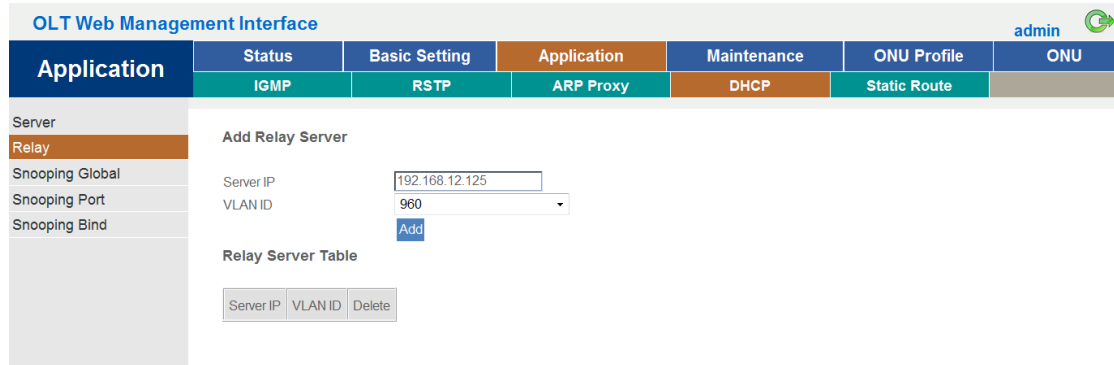 OLT Web Management Interface
admin
Application
Status Basic Setting Application Maintenance ONU Profile ONU
IGMP RSTP ARP Proxy DHCP Static Route
Server
Relay
Snooping Global
Snooping Port
Snooping Bind
Add Relay Server
Server IP 192.168.12.125
VLAN ID 960
Add
Relay Server Table
Server IP VLAN ID Delete